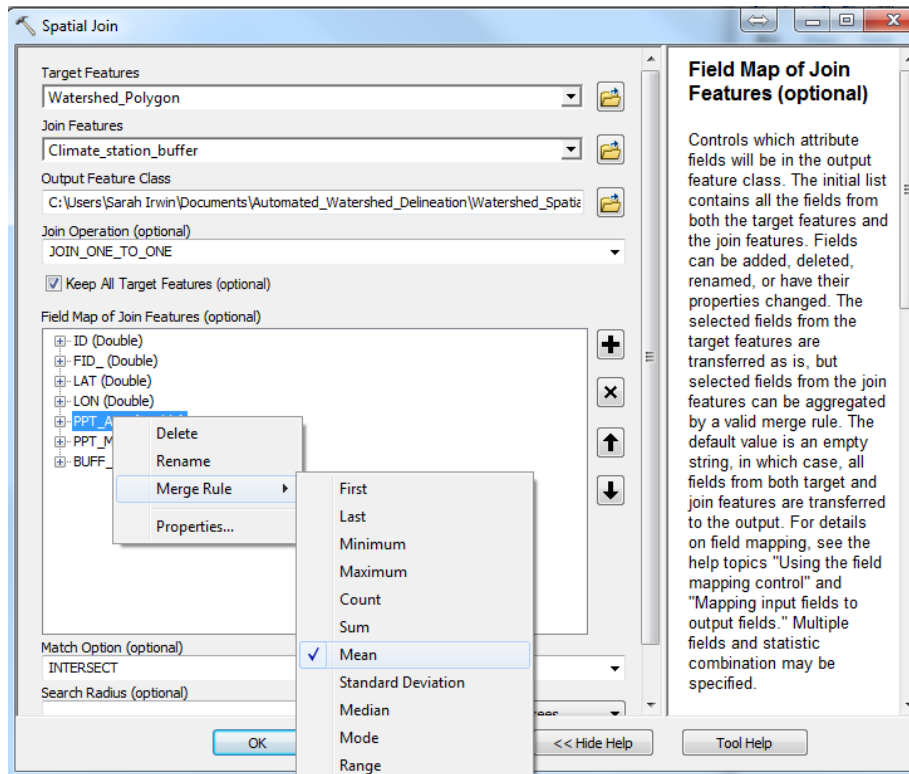 Spatial Join
Target Features
Watershed_Polygon
Join Features
Climate_station_buffer
Output Feature Class
C:\Users\Sarah Irwin\Documents\Automated_Watershed_Delineation\Watershed_Spatia
Join Operation (optional)
JOIN_ONE_TO_ONE
Keep All Target Features (optional)
Field Map of Join Features (optional)
ID (Double)
FID_ (Double)
LAT (Double)
LON (Double)
PPT_A
PPT_M
BUFF_
Delete
Rename
Merge Rule
Properties...
First
Last
Minimum
Maximum
Count
Sum
Mean
Standard Deviation
Median
Mode
Range
Match Option (optional)
INTERSECT
Search Radius (optional)
OK
<< Hide Help
Tool Help
Field Map of Join
Features (optional)
Controls which attribute
fields will be in the output
feature class. The initial list
contains all the fields from
both the target features and
the join features. Fields
can be added, deleted,
renamed, or have their
properties changed. The
selected fields from the
target features are
transferred as is, but
selected fields from the join
features can be aggregated
by a valid merge rule. The
default value is an empty
string, in which case, all
fields from both target and
join features are transferred
to the output. For details
on field mapping, see the
help topics "Using the field
mapping control" and
"Mapping input fields to
output fields." Multiple
fields and statistic
combination may be
specified.